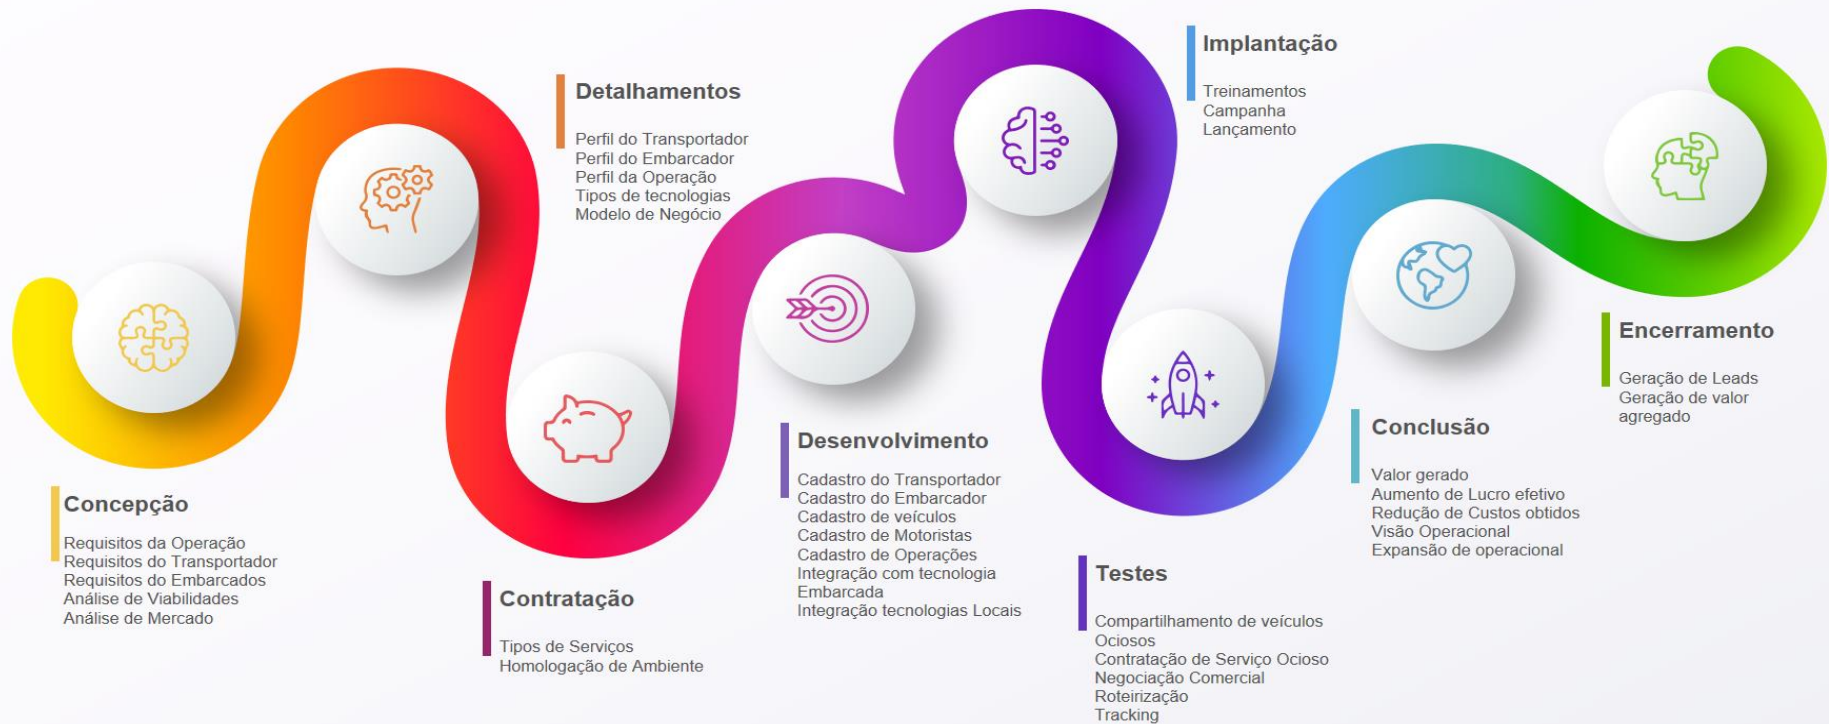 Concepção
Requisitos da Operação
Requisitos do Transportador
Requisitos do Embarcados
Análise de Viabilidades
Análise de Mercado
Detalhamentos
Perfil do Transportador
Perfil do Embarcador
Perfil da Operação
Tipos de tecnologias
Modelo de Negócio
Contratação
Tipos de Serviços
Homologação de Ambiente
Desenvolvimento
Cadastro do Transportador
Cadastro do Embarcador
Cadastro de veículos
Cadastro de Motoristas
Cadastro de Operações
Integração com tecnologia
Embarcada
Integração tecnologias Locais
Testes
Compartilhamento de veículos
Ociosos
Contratação de Serviço Ocioso
Negociação Comercial
Roteirização
Tracking
Implantação
Treinamentos
Campanha
Lançamento
Conclusão
Valor gerado
Aumento de Lucro efetivo
Redução de Custos obtidos
Visão Operacional
Expansão de operacional
Encerramento
Geração de Leads
Geração de valor
agregado